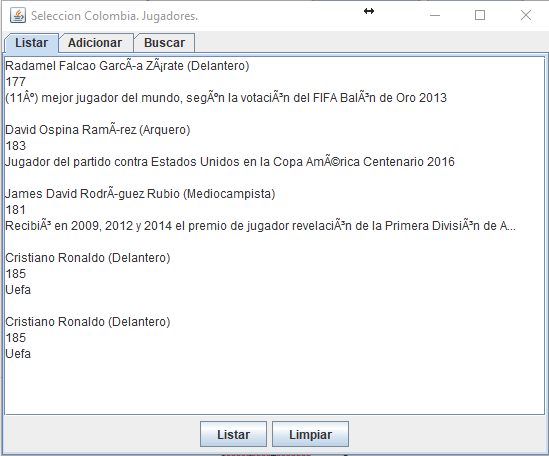 Seleccion Colombia. Jugadores.
Listar Adicionar Buscar
Radamel Falcao GarcÃ-a ZÃ¡rate (Delantero)
177
(11Âº) mejor jugador del mundo, segÃºn la votaciÃ³n del FIFA BalÃ³n de Oro 2013
David Ospina RamÃ-rez (Arquero)
183
Jugador del partido contra Estados Unidos en la Copa AmÃ©rica Centenario 2016
James David RodrÃ-guez Rubio (Mediocampista)
181
RecibiÃ³ en 2009, 2012 y 2014 el premio de jugador revelaciÃ³n de la Primera DivisiÃ³n de A...
Cristiano Ronaldo (Delantero)
185
Uefa
Cristiano Ronaldo (Delantero)
185
Uefa
Listar Limpiar